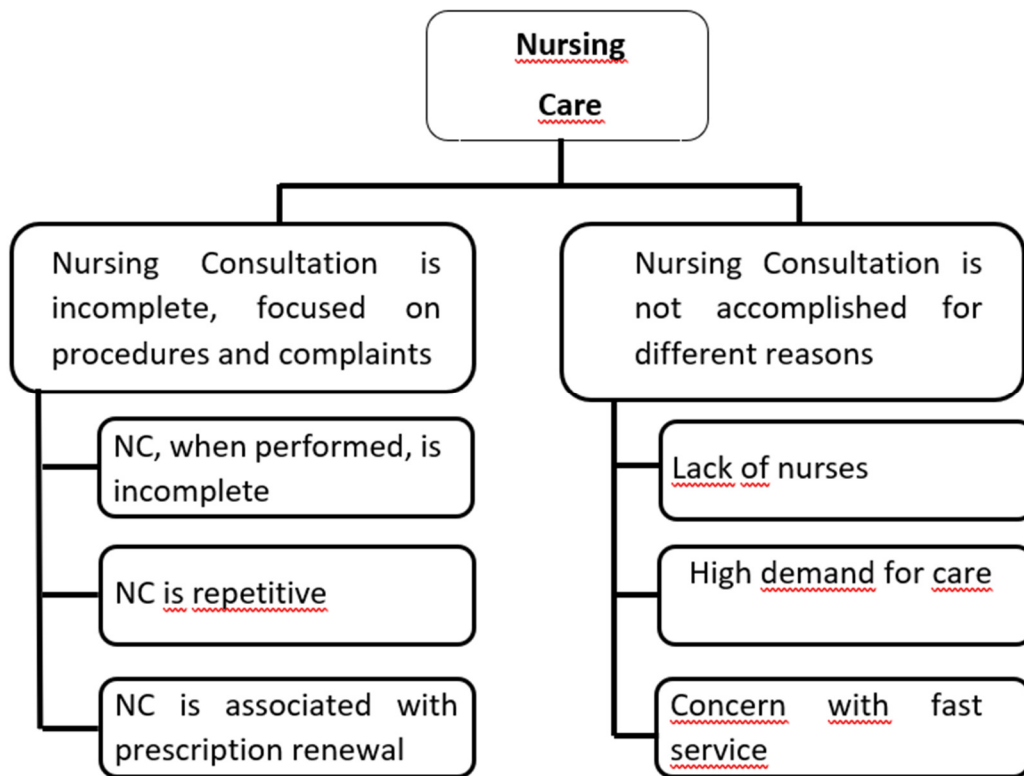 Nursing
Care
Nursing Consultation is
incomplete, focused on
procedures and complaints
NC, when performed, is
incomplete
NC is repetitive
NC is associated with
prescription renewal
Nursing Consultation is
not accomplished for
different reasons
Lack of nurses
High demand for care
Concern with fast
service